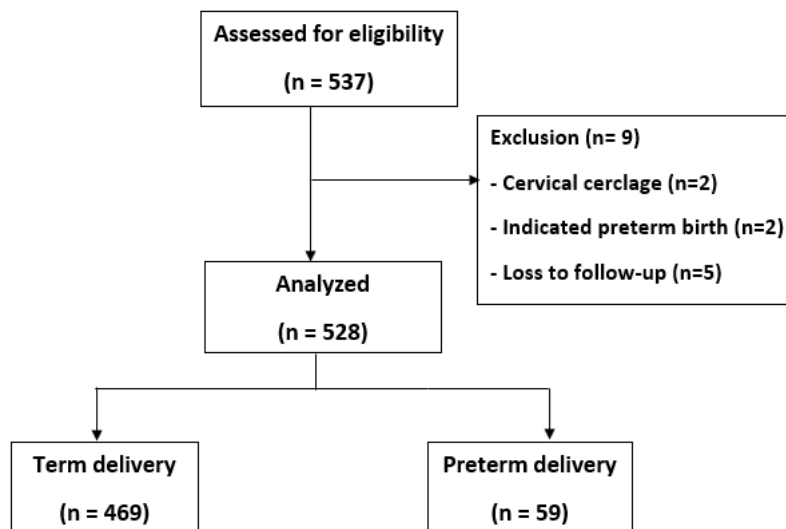 Assessed for eligibility
(n = 537)
Exclusion (n= 9)
- Cervical cerclage (n=2)
- Indicated preterm birth (n=2)
- Loss to follow-up (n=5)
Analyzed
(n = 528)
Term delivery
(n = 469)
Preterm delivery
(n = 59)